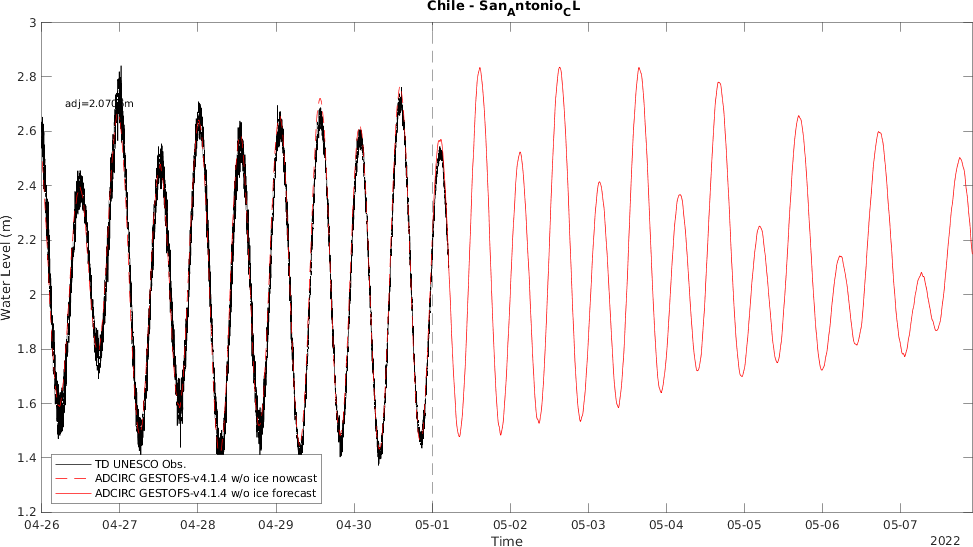 Chile - SanAntonioCL
3
2.8
adj=2.070
m
2.6
2.4
2.2
2
1.8
1.6
1.4
1.2
Water Level (m)
TD UNESCO Obs.
ADCIRC GESTOFS-v4.1.4 w/o ice nowcast
ADCIRC GESTOFS-v4.1.4 w/o ice forecast
04-26 04-27 04-28 04-29 04-30 05-01 05-02 05-03 05-04 05-05 05-06 05-07
Time
2022